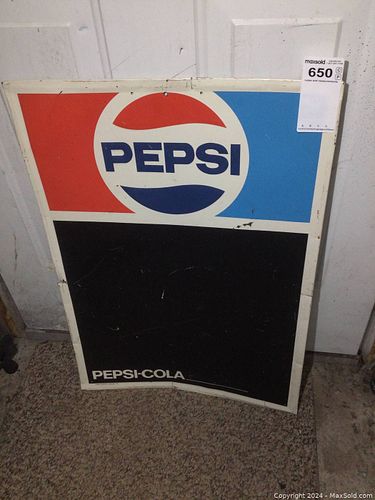 maxsold
650
PEPSI
PEPSI-COLA
Copyright 2024 - MaxSold.com